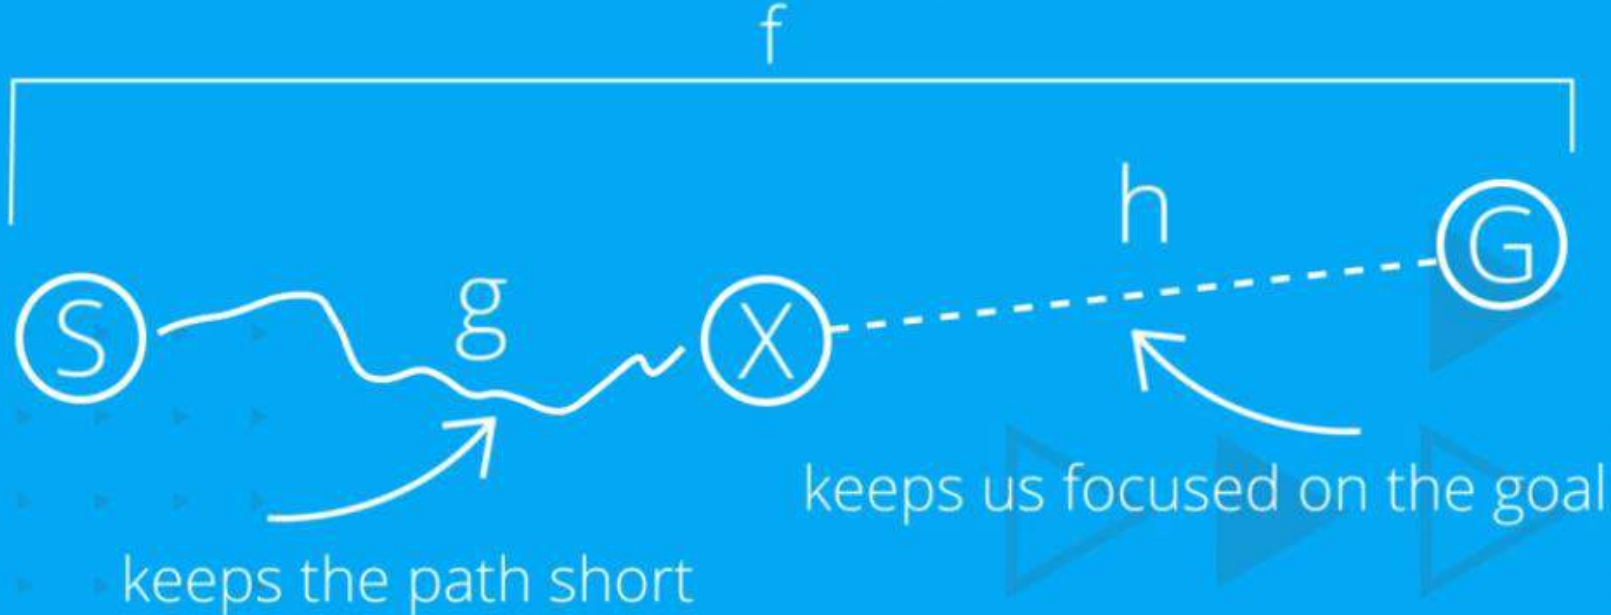 f
h
G
g
S
X
keeps us focused on the goal
keeps the path short